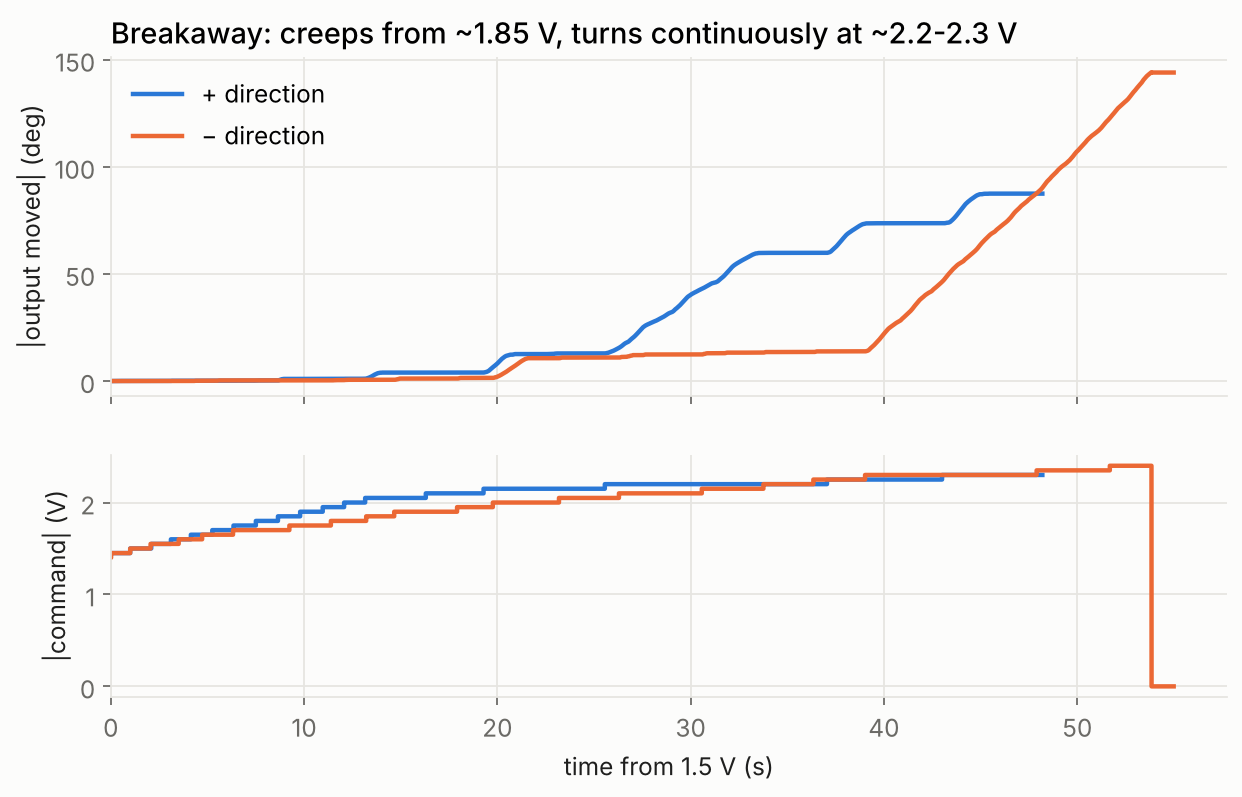 Breakaway: creeps from ~1.85 V, turns continuously at ~2.2-2.3 V
|output moved| (deg)
150
100
50
0
+ direction
− direction
|command| (V)
2
1
0
0 10 20 30 40 50
time from 1.5 V (s)